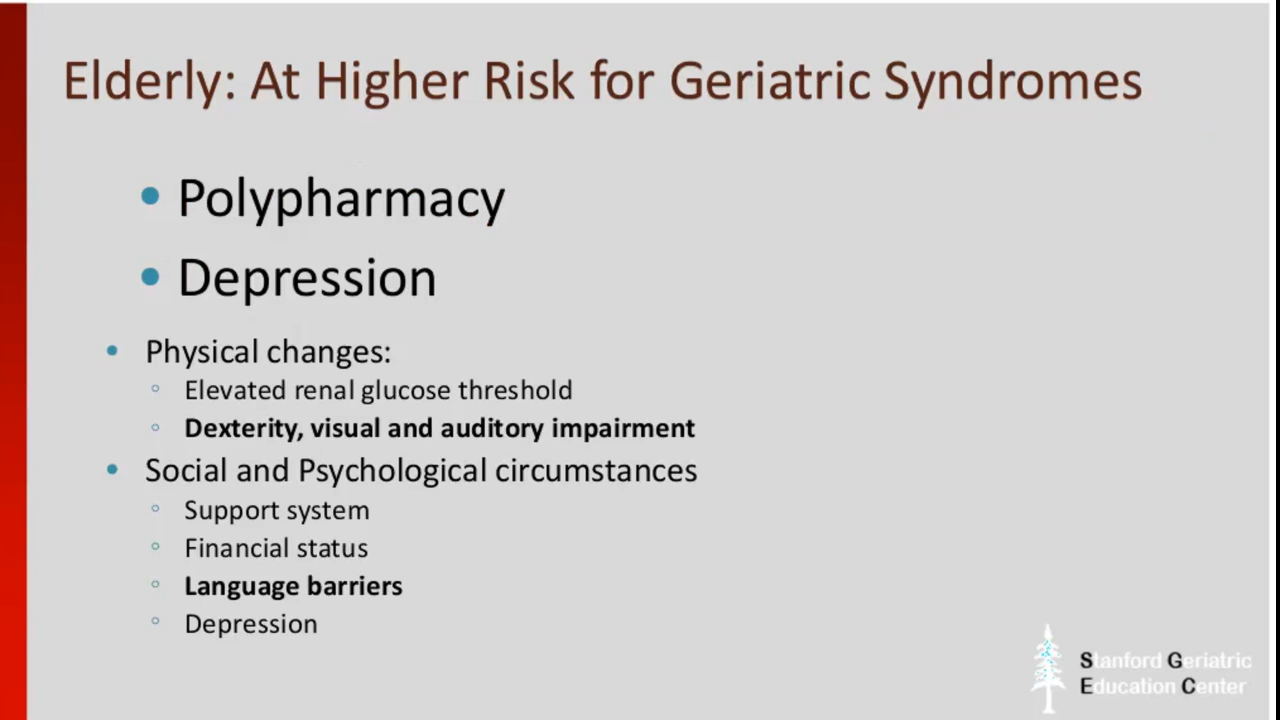 Elderly: At Higher Risk for Geriatric Syndromes
• Polypharmacy
• Depression
• Physical changes:
◦ Elevated renal glucose threshold
◦ Dexterity, visual and auditory impairment
• Social and Psychological circumstances
◦ Support system
◦ Financial status
◦ Language barriers
◦ Depression
Stanford Geriatric
Education Center